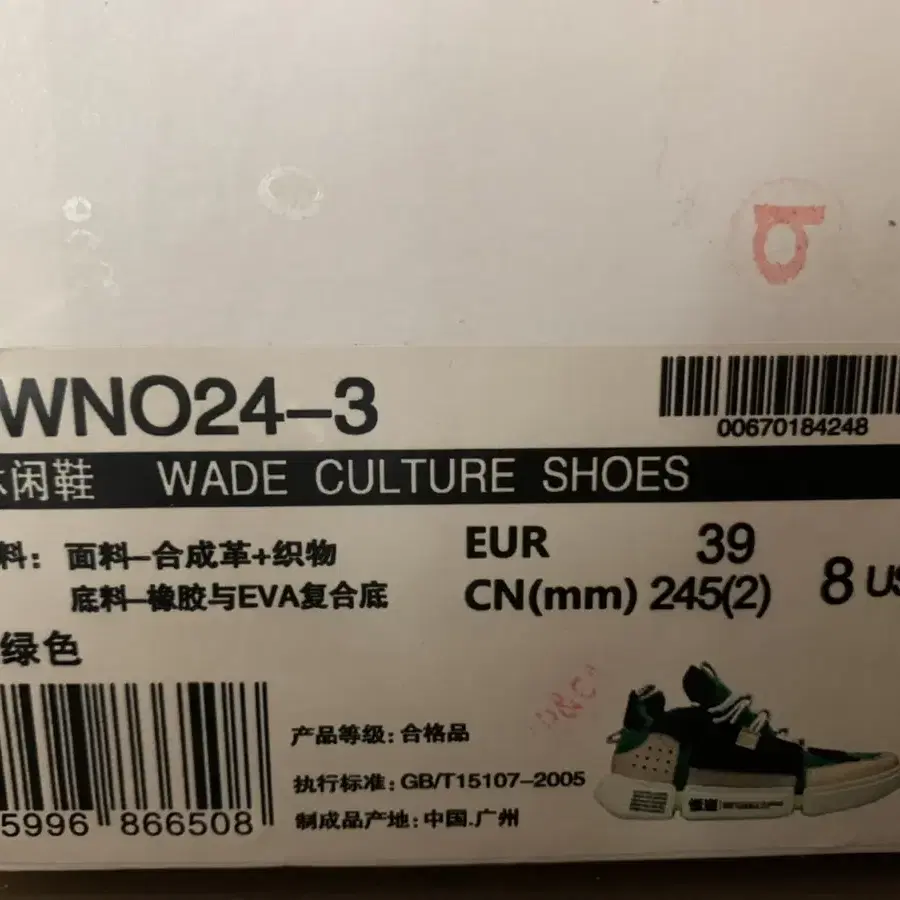 WNO24-3
00670184248
休闲鞋 WADE CULTURE SHOES
料: 面料-合成革+织物
底料-橡胶与EVA复合底
EUR 39
CN(mm) 245(2)
8 US
绿色
5996 866508
产品等级: 合格品
执行标准: GB/T15107-2005
制成品产地: 中国.广州